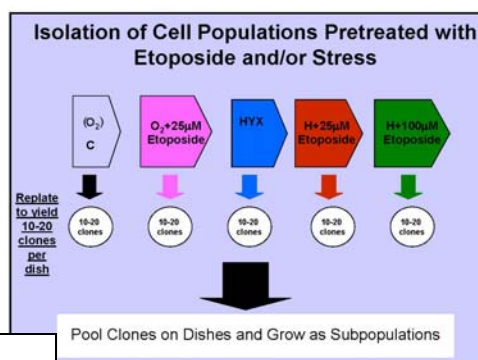 Isolation of Cell Populations Pretreated with
Etoposide and/or Stress
(O₂)
C
O₂+25µM
Etoposide
HYX
H+25µM
Etoposide
H+100µM
Etoposide
Replate
to yield
10-20
clones
per
dish
10-20
clones
10-20
clones
10-20
clones
10-20
clones
10-20
clones
Pool Clones on Dishes and Grow as Subpopulations